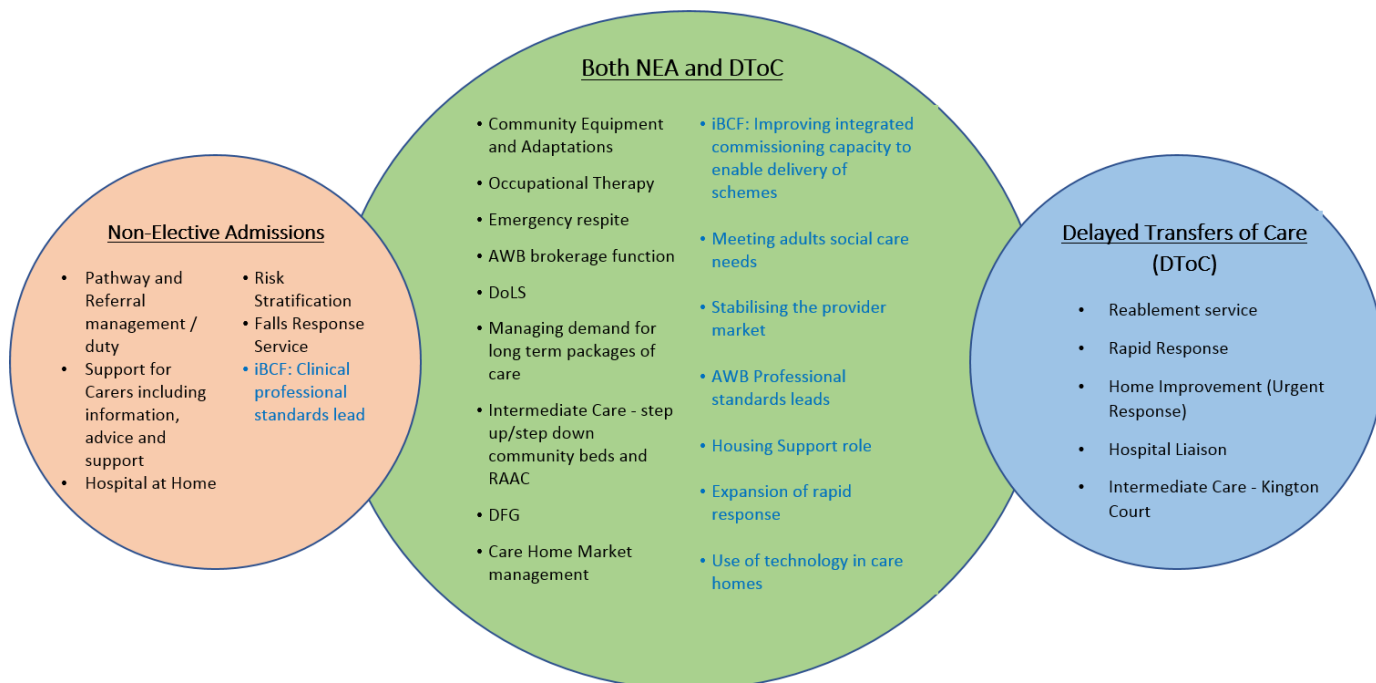 Non-Elective Admissions
• Pathway and
Referral
management /
duty
• Support for
Carers including
information,
advice and
support
• Hospital at Home
• Risk
Stratification
• Falls Response
Service
• iBCF: Clinical
professional
standards lead
Both NEA and DToC
• Community Equipment
and Adaptations
• Occupational Therapy
• Emergency respite
• AWB brokerage function
• DoLS
• Managing demand for
long term packages of
care
• Intermediate Care - step
up/step down
community beds and
RAAC
• DFG
• Care Home Market
management
• iBCF: Improving integrated
commissioning capacity to
enable delivery of
schemes
• Meeting adults social care
needs
• Stabilising the provider
market
• AWB Professional
standards leads
• Housing Support role
• Expansion of rapid
response
• Use of technology in care
homes
Delayed Transfers of Care
(DToC)
• Reablement service
• Rapid Response
• Home Improvement (Urgent
Response)
• Hospital Liaison
• Intermediate Care - Kington
Court